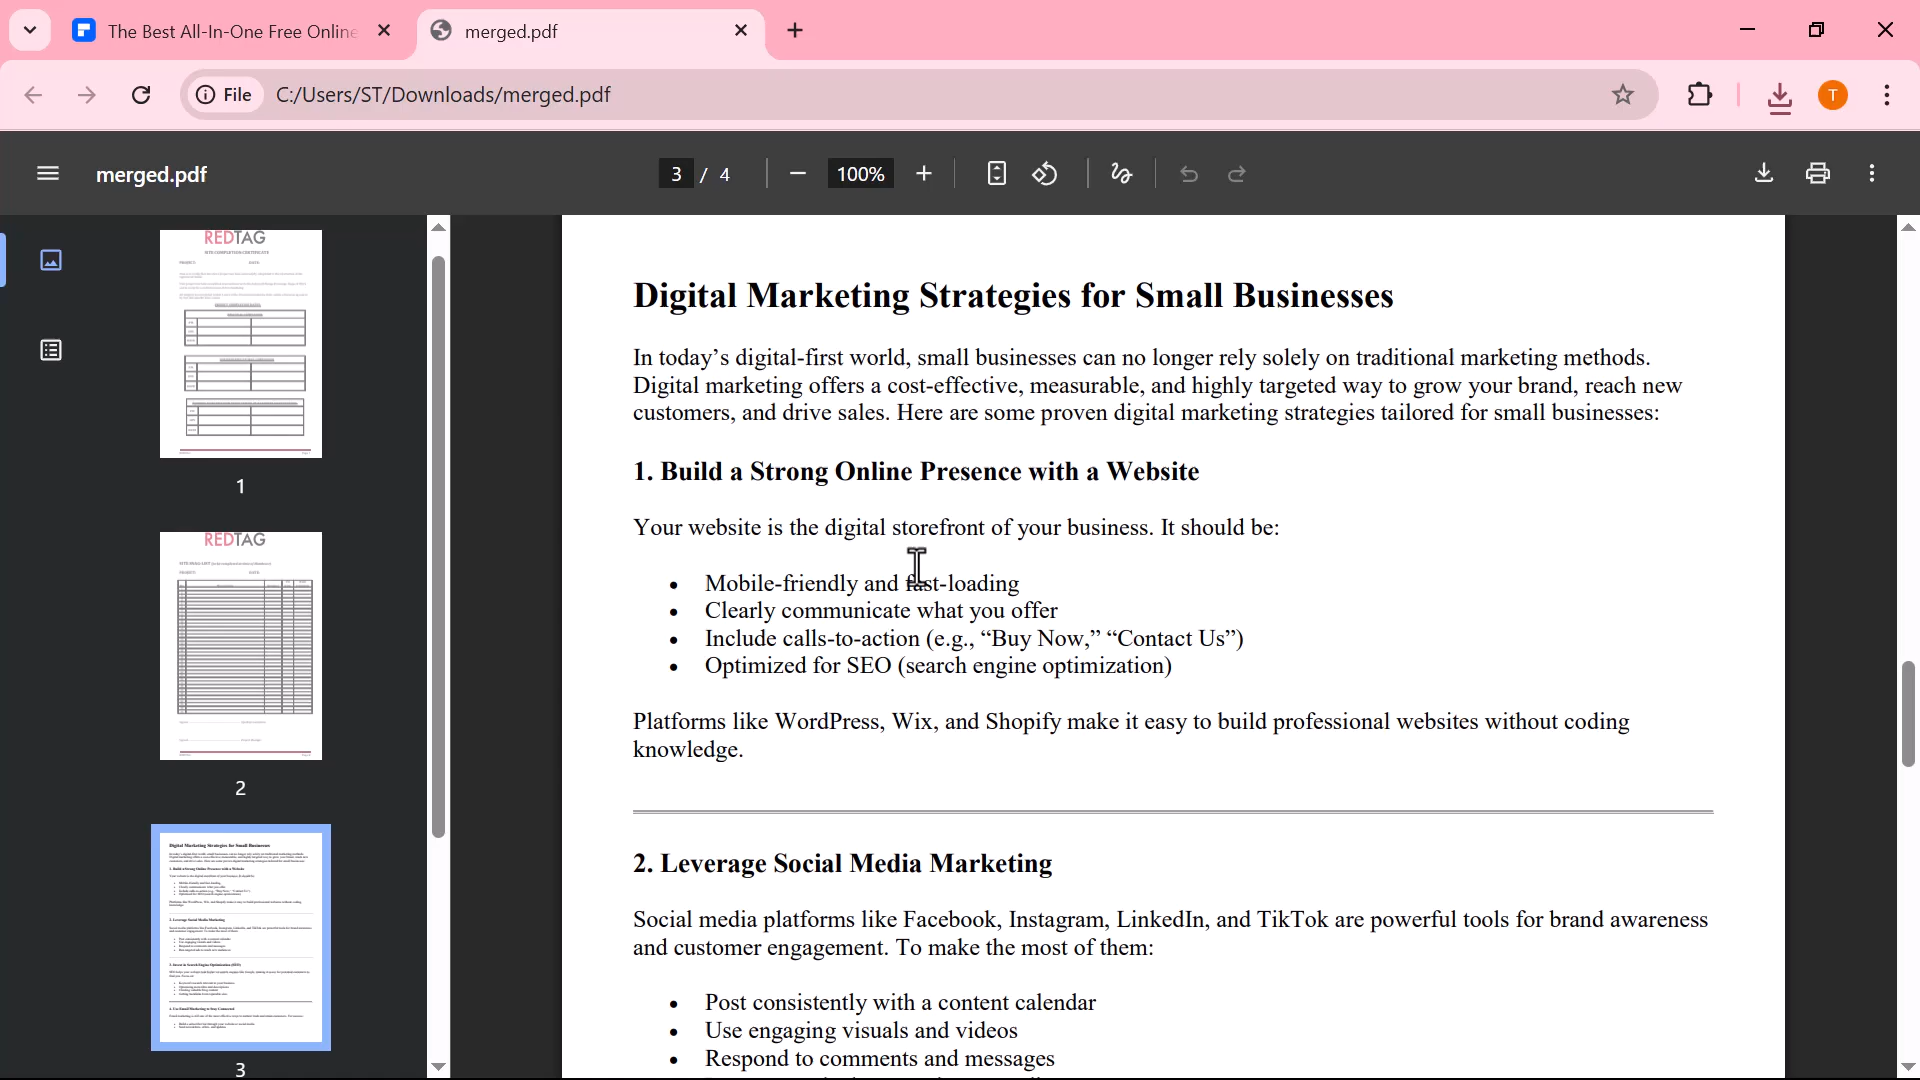 The Best All-In-One Free Online
merged.pdf
File
C:/Users/ST/Downloads/merged.pdf
T
merged.pdf
3 / 4
100%
REDTAG
1
REDTAG
2
Digital Marketing Strategies for Small Businesses
3
Digital Marketing Strategies for Small Businesses
In today’s digital-first world, small businesses can no longer rely solely on traditional marketing methods.
Digital marketing offers a cost-effective, measurable, and highly targeted way to grow your brand, reach new
customers, and drive sales. Here are some proven digital marketing strategies tailored for small businesses:
1. Build a Strong Online Presence with a Website
Your website is the digital storefront of your business. It should be:
• Mobile-friendly and fast-loading
• Clearly communicate what you offer
• Include calls-to-action (e.g., “Buy Now,” “Contact Us”)
• Optimized for SEO (search engine optimization)
Platforms like WordPress, Wix, and Shopify make it easy to build professional websites without coding
knowledge.
2. Leverage Social Media Marketing
Social media platforms like Facebook, Instagram, LinkedIn, and TikTok are powerful tools for brand awareness
and customer engagement. To make the most of them:
• Post consistently with a content calendar
• Use engaging visuals and videos
• Respond to comments and messages